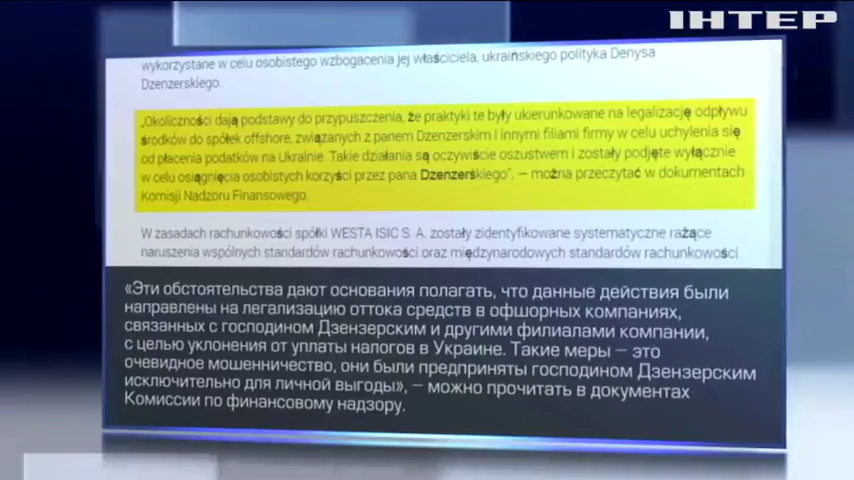 ІНТЕР
wykorzystane w celu osobistego wzbogacenia jej właściciela, ukraińskiego polityka Denysa
Dzenzerskiego.
„Okoliczności dają podstawy do przypuszczenia, że praktyki te były ukierunkowane na legalizację odpływu
środków do spółek offshore, związanych z panem Dzenzerskim i innymi filiami firmy w celu uchylenia się
od płacenia podatków na Ukrainie. Takie działania są oczywiście oszustwem i zostały podjęte wyłącznie
w celu osiągnięcia osobistych korzyści przez pana Dzenzerskiego", — można przeczytać w dokumentach
Komisji Nadzoru Finansowego.
W zasadach rachunkowości spółki WESTA ISIC S. A. zostały zidentyfikowane systematyczne rażące
naruszenia wspólnych standardów rachunkowości oraz międzynarodowych standardów rachunkowości
«Эти обстоятельства дают основания полагать, что данные действия были
направлены на легализацию оттока средств в офшорных компаниях,
связанных с господином Дзензерским и другими филиалами компании,
с целью уклонения от уплаты налогов в Украине. Такие меры — это
очевидное мошенничество, они были предприняты господином Дзензерским
исключительно для личной выгоды», — можно прочитать в документах
Комиссии по финансовому надзору.